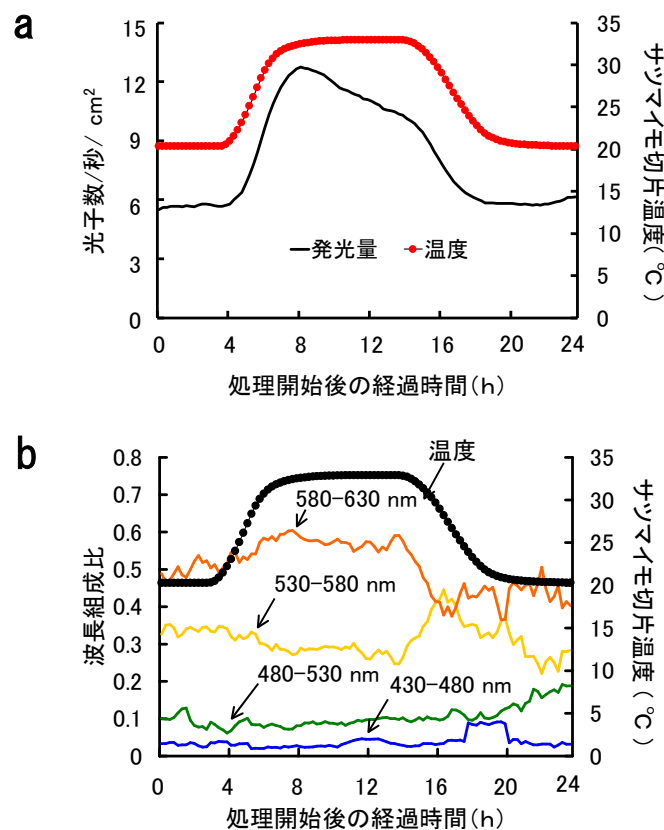 a
光子数/秒/ cm²
15
12
9
6
3
0
発光量
温度
35
30
25
20
15
10
5
0
サツマイモ切片温度(℃)
0 4 8 12 16 20 24
処理開始後の経過時間(h)
b
波長組成比
0.8
0.7
0.6
0.5
0.4
0.3
0.2
0.1
0
温度
580-630 nm
530-580 nm
480-530 nm
430-480 nm
35
30
25
20
15
10
5
0
サツマイモ切片温度(℃)
0 4 8 12 16 20 24
処理開始後の経過時間(h)